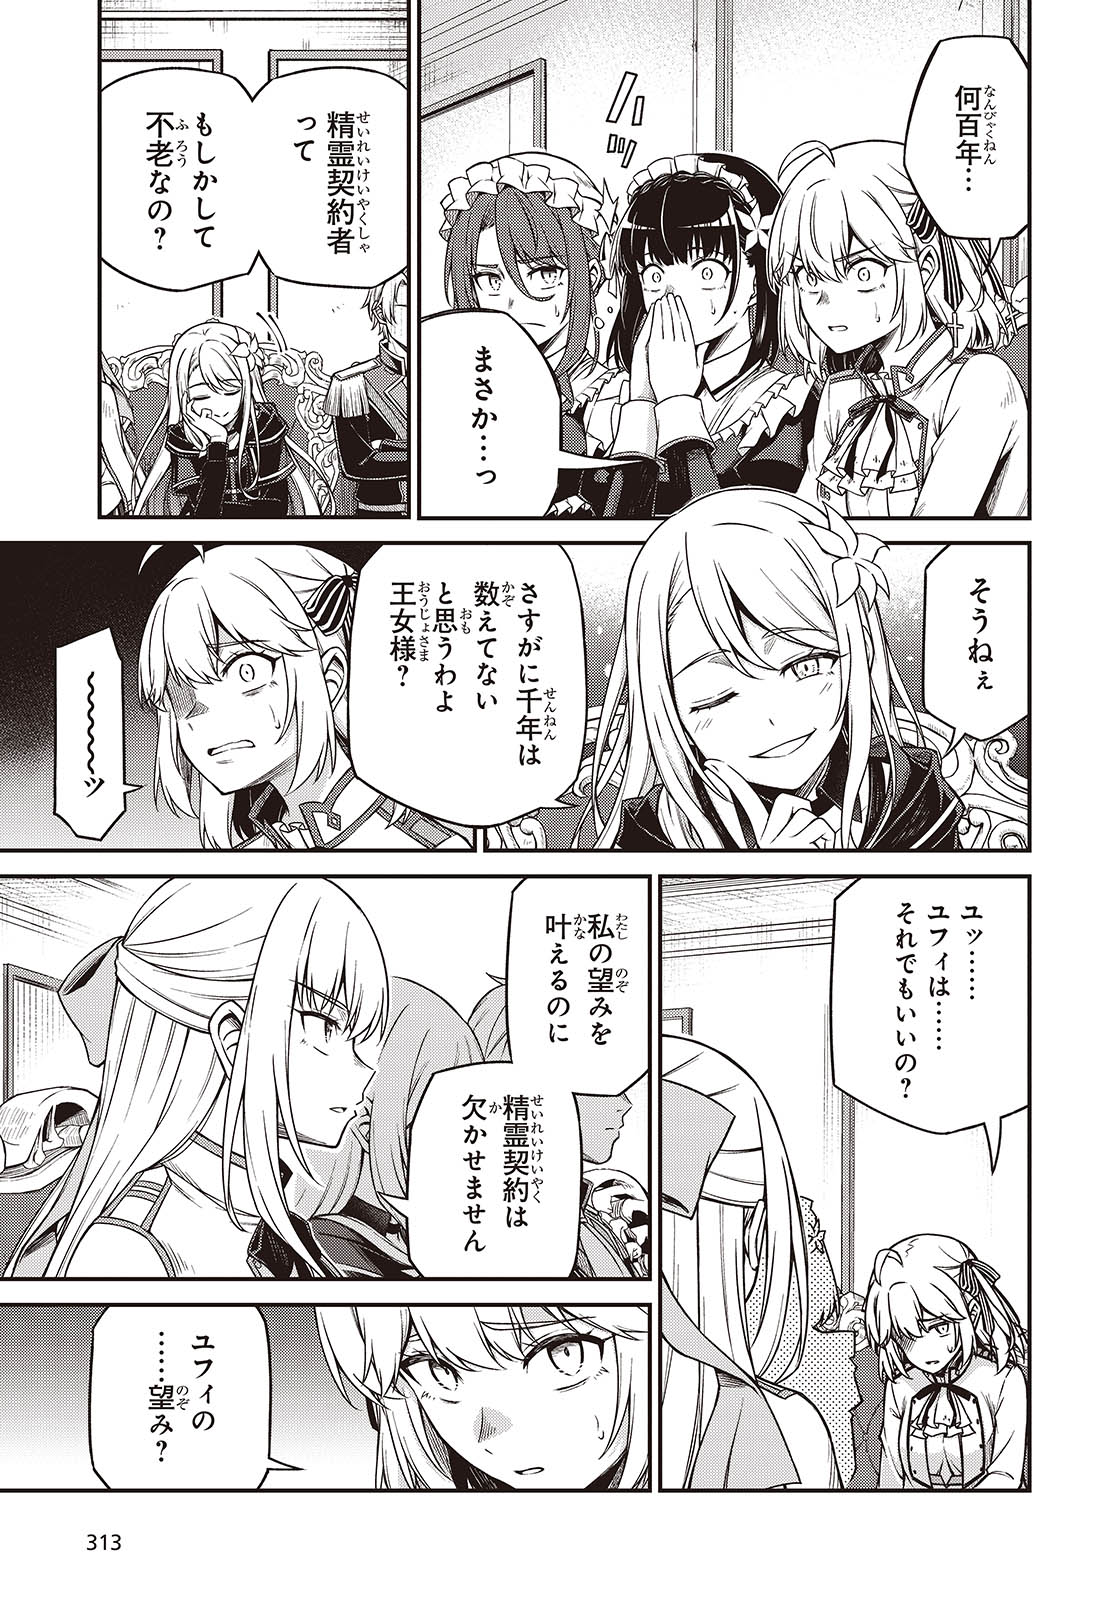 何百年…
まさか…っ
精霊契約者
って
もしかして
不老なの？
そうねぇ
さすがに千年は
数えてない
と思うわよ
王女様？
〜〜〜〜ッ
ユッ……
ユフィは……
それでもいいの？
私の望みを
叶えるのに
精霊契約は
欠かせません
ユフィの
……望み？
313